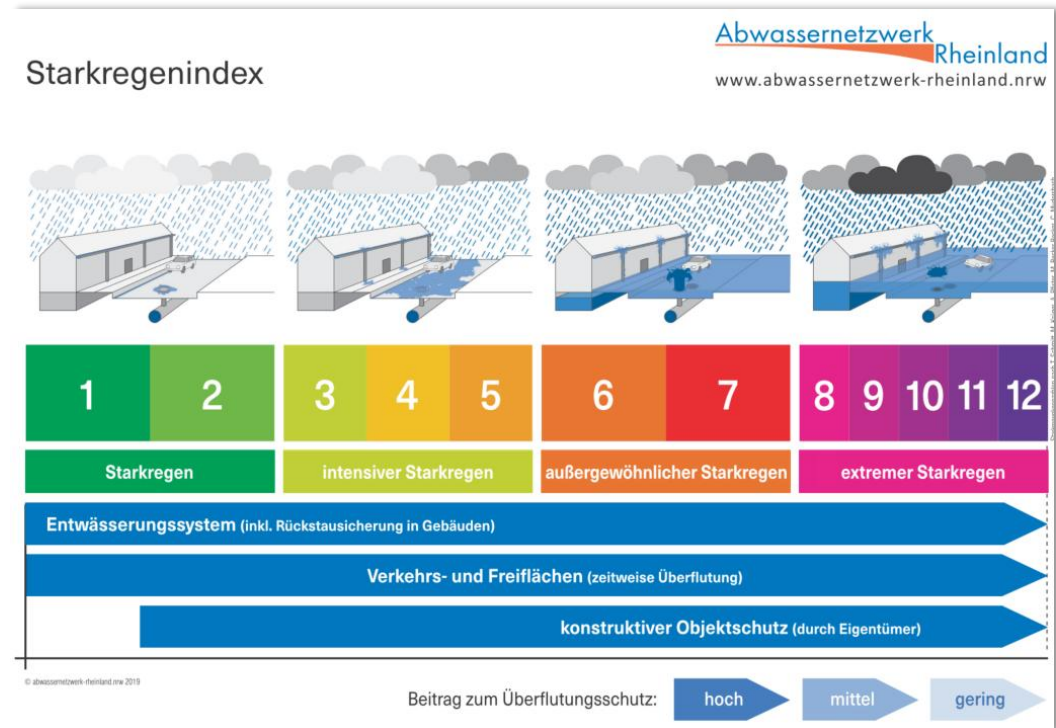 Abwassernetzwerk
Rheinland
www.abwassernetzwerk-rheinland.nrw
Starkregenindex
1 2 3 4 5 6 7 8 9 10 11 12
Starkregen intensiver Starkregen außergewöhnlicher Starkregen extremer Starkregen
Entwässerungssystem (inkl. Rückstausicherung in Gebäuden)
Verkehrs- und Freiflächen (zeitweise Überflutung)
konstruktiver Objektschutz (durch Eigentümer)
© abwassernetzwerk-rheinland.nrw 2019
Beitrag zum Überflutungsschutz: hoch mittel gering